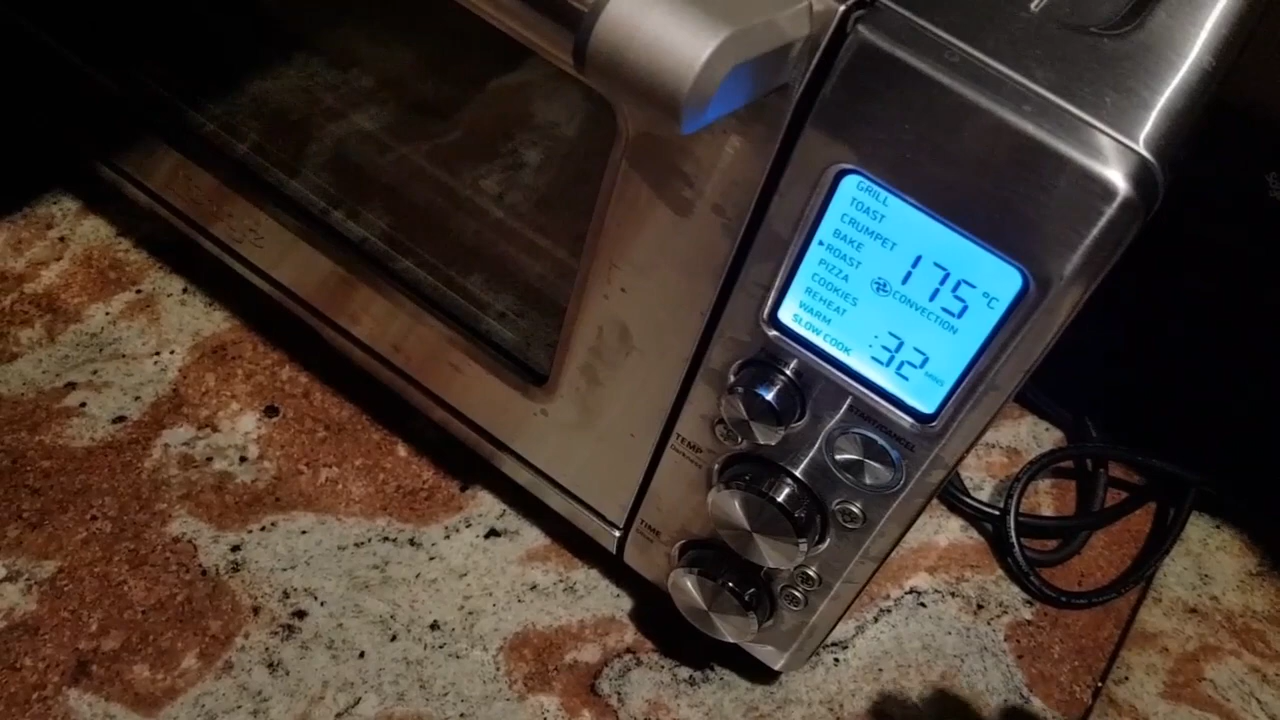 GRILL
TOAST
CRUMPET
BAKE
ROAST
PIZZA
COOKIES
REHEAT
WARM
SLOW COOK
175 °C
CONVECTION
:32 MINS
START/CANCEL
TEMP
Darkness
TIME